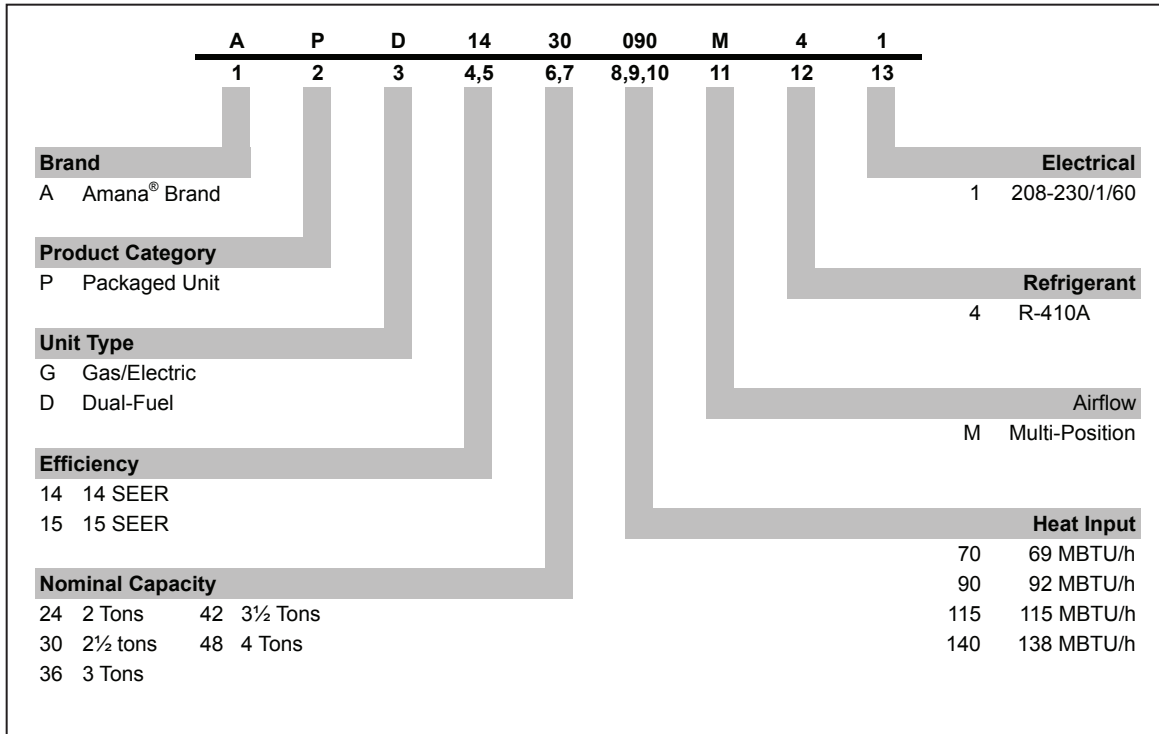 A P D 14 30 090 M 4 1
1 2 3 4,5 6,7 8,9,10 11 12 13
Brand
A Amana® Brand
Product Category
P Packaged Unit
Unit Type
G Gas/Electric
D Dual-Fuel
Efficiency
14 14 SEER
15 15 SEER
Nominal Capacity
24 2 Tons 42 3½ Tons
30 2½ tons 48 4 Tons
36 3 Tons
Electrical
1 208-230/1/60
Refrigerant
4 R-410A
Airflow
M Multi-Position
Heat Input
70 69 MBTU/h
90 92 MBTU/h
115 115 MBTU/h
140 138 MBTU/h